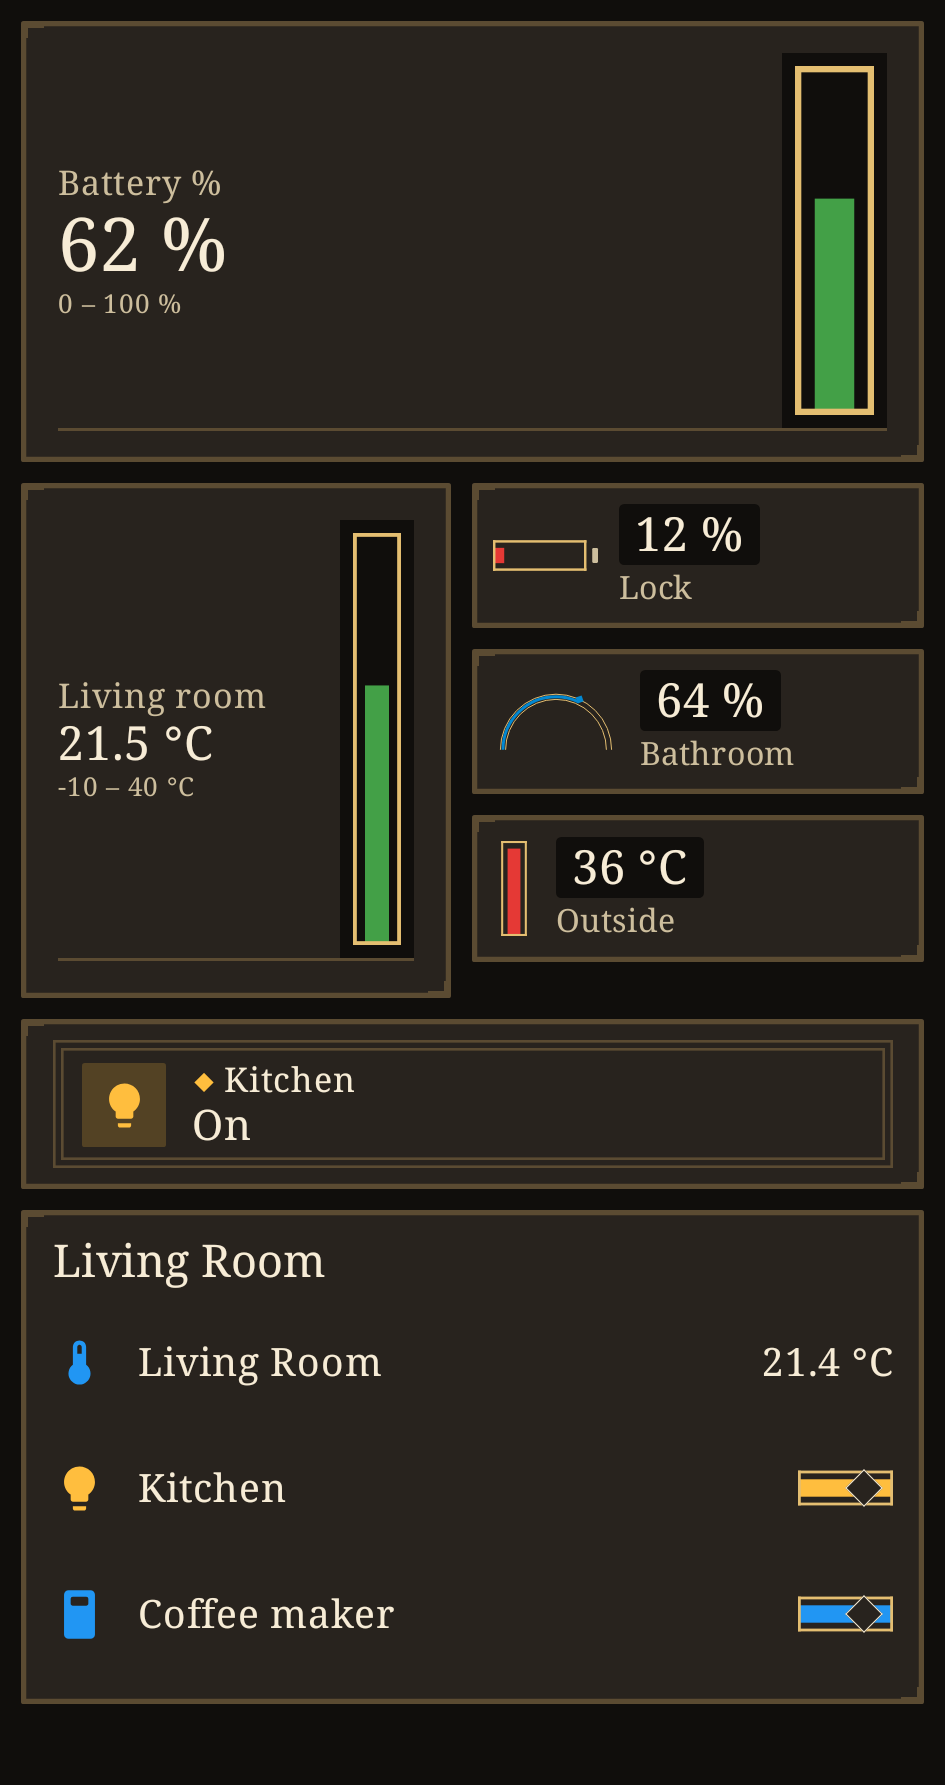 Battery %
62 %
0 – 100 %
Living room
21.5 °C
-10 – 40 °C
12 %
Lock
64 %
Bathroom
36 °C
Outside
Kitchen
On
Living Room
Living Room 21.4 °C
Kitchen
Coffee maker